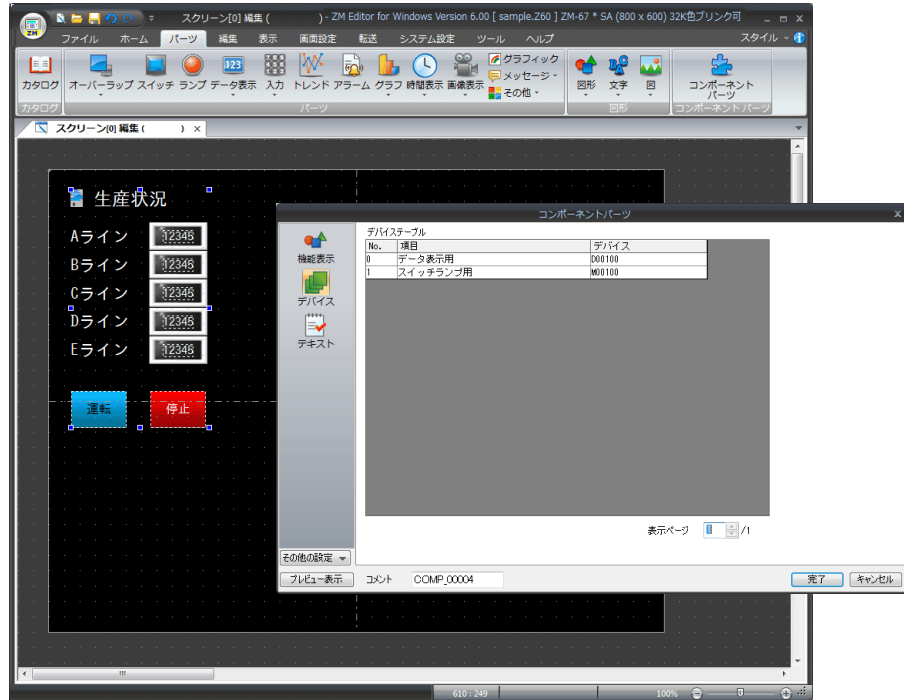 スクリーン[0] 編集 ( ) - ZM Editor for Windows Version 6.00 [ sample.Z60 ] ZM-67 * SA (800 x 600) 32K色ブリンク可
ZM
ファイル ホーム パーツ 編集 表示 画面設定 転送 システム設定 ツール ヘルプ スタイル
カタログ オーバーラップ スイッチ ランプ データ表示 入力 トレンド アラーム グラフ 時間表示 画像表示 グラフィック 図形 文字 図 コンポーネント パーツ
メッセージ
その他
カタログ パーツ 図形 コンポーネント パーツ
スクリーン[0] 編集 ( ) x
生産状況
Aライン 12346
Bライン 12346
Cライン 12346
Dライン 12346
Eライン 12346
運転 停止
コンポーネントパーツ x
機能表示
デバイス
テキスト
デバイステーブル
No. 項目 デバイス
0 データ表示用 D00100
1 スイッチランプ用 M00100
表示ページ 1 /1
その他の設定
プレビュー表示 コメント COMP_00004 完了 キャンセル
610 : 249 100%